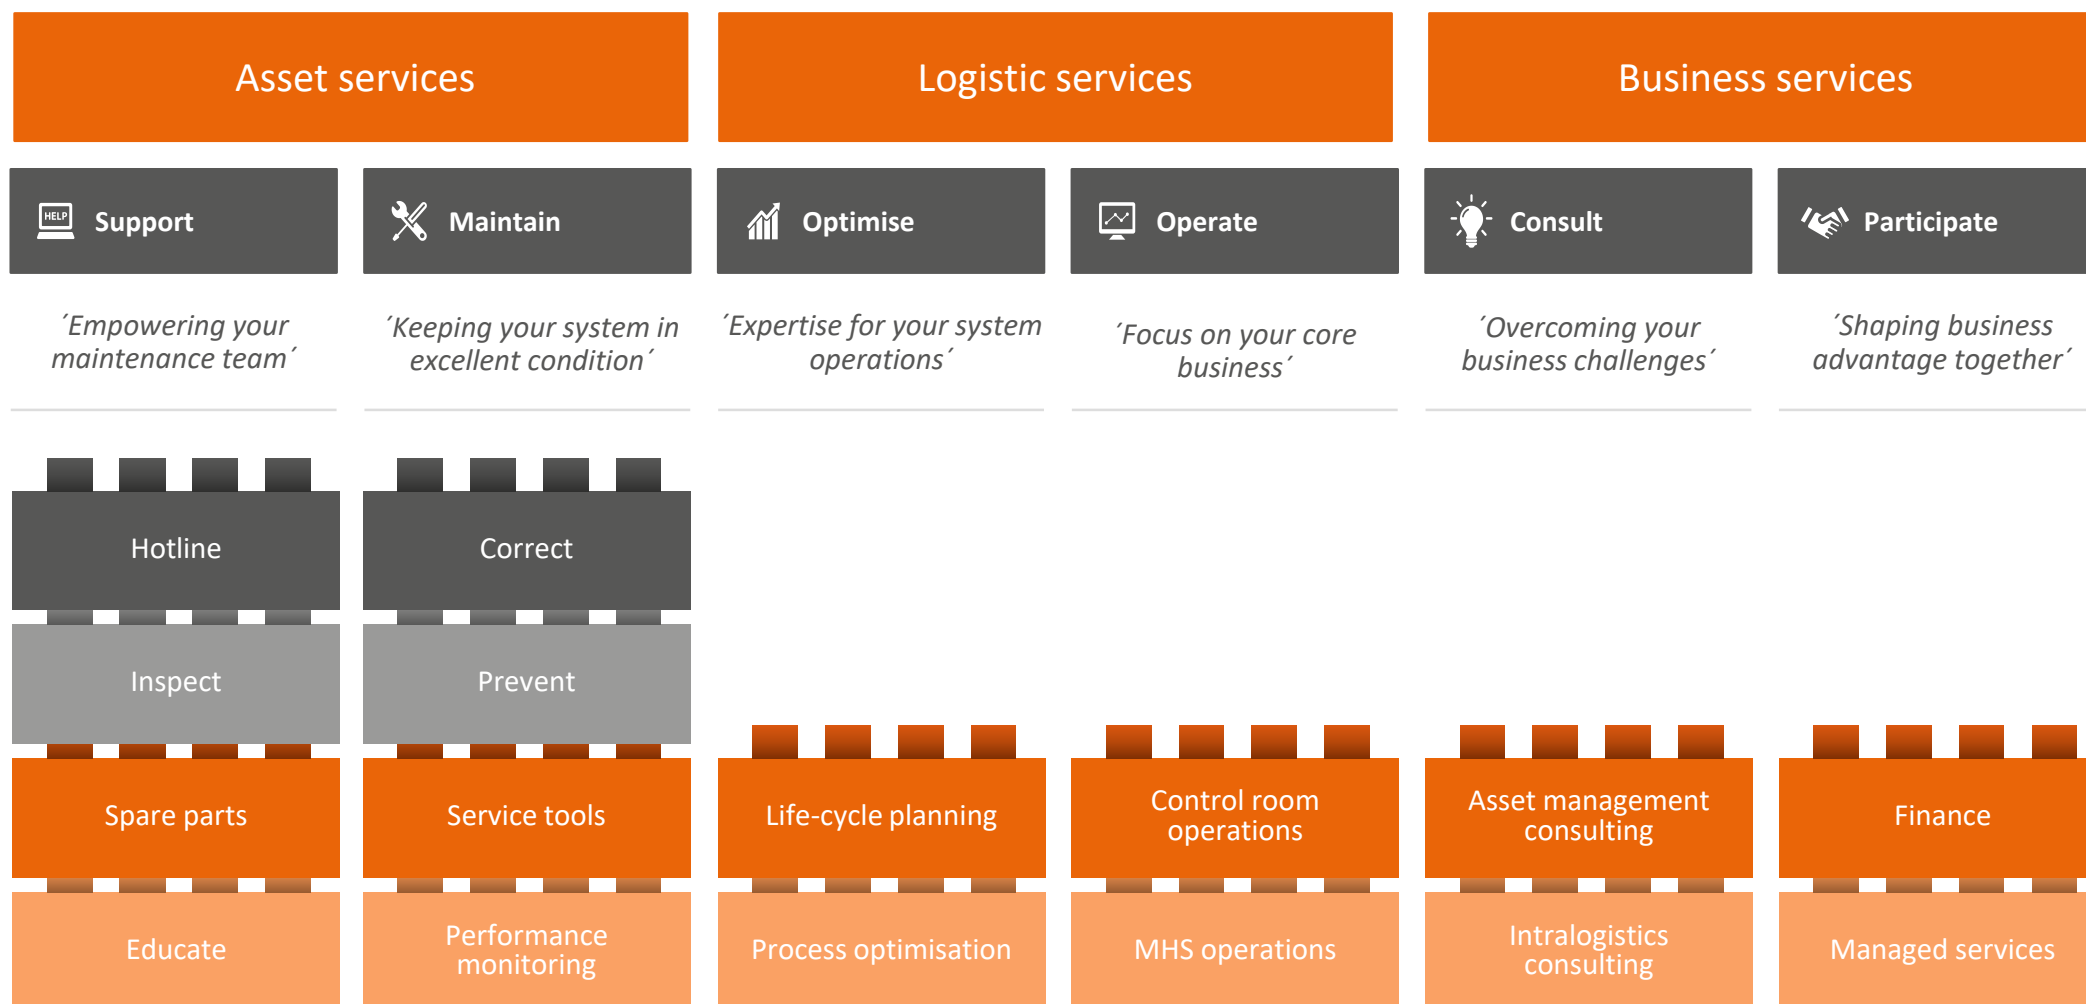 Asset services
Logistic services
Business services
HELP
Support
Maintain
Optimise
Operate
Consult
Participate
´Empowering your
maintenance team´
´Keeping your system in
excellent condition´
´Expertise for your system
operations´
´Focus on your core
business´
´Overcoming your
business challenges´
´Shaping business
advantage together´
Hotline
Correct
Inspect
Prevent
Spare parts
Service tools
Life-cycle planning
Control room
operations
Asset management
consulting
Finance
Educate
Performance
monitoring
Process optimisation
MHS operations
Intralogistics
consulting
Managed services